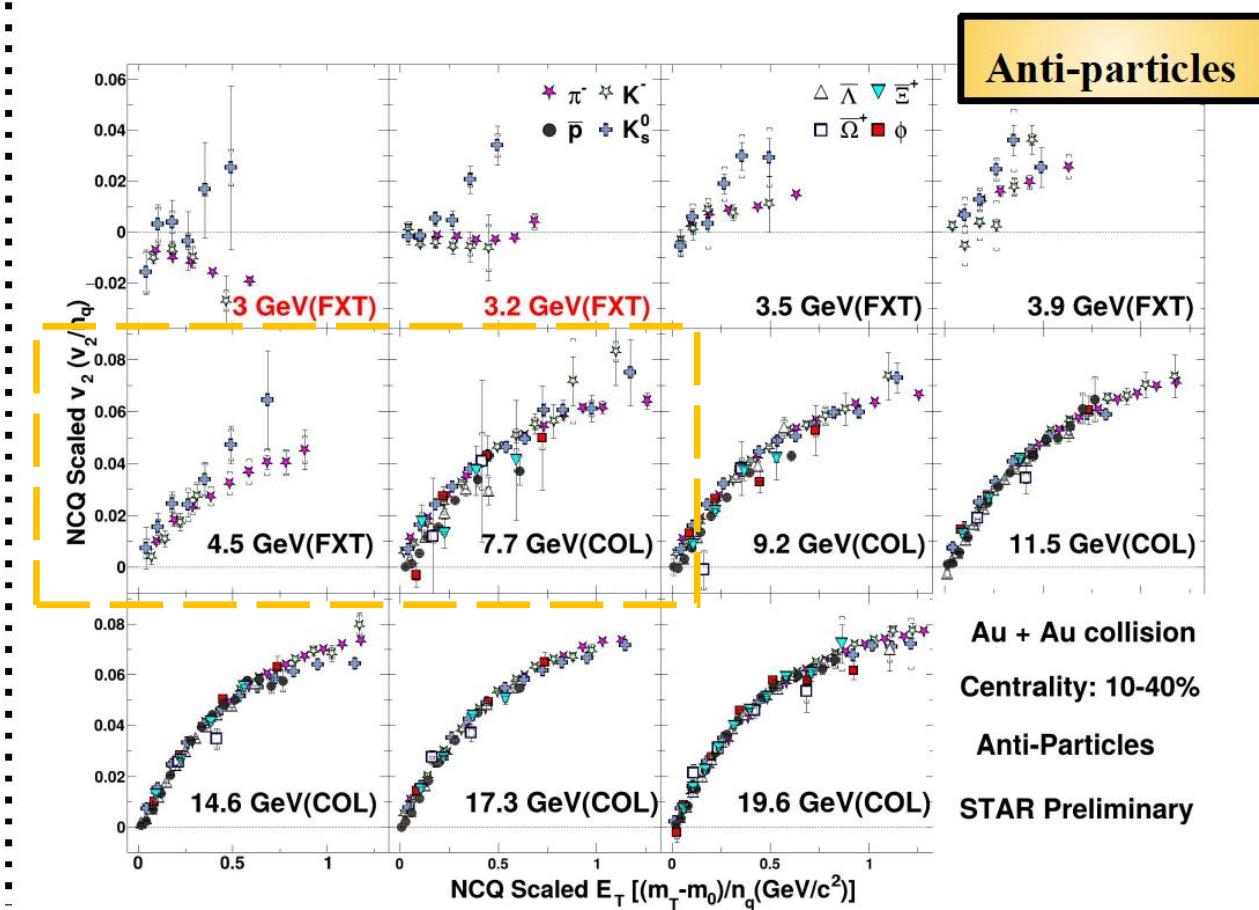 Anti-particles
0.06
0.04
0.02
0
−0.02
π⁻ K⁻
p̅ K⁰ₛ
Λ̅ Ξ̅⁺
Ω̅⁺ ϕ
3 GeV(FXT)
3.2 GeV(FXT)
3.5 GeV(FXT)
3.9 GeV(FXT)
NCQ Scaled v₂ (v₂/n_q)
0.08
0.06
0.04
0.02
0
4.5 GeV(FXT)
7.7 GeV(COL)
9.2 GeV(COL)
11.5 GeV(COL)
0.08
0.06
0.04
0.02
0
14.6 GeV(COL)
17.3 GeV(COL)
19.6 GeV(COL)
Au + Au collision
Centrality: 10-40%
Anti-Particles
STAR Preliminary
0 0.5 1 0 0.5 1 0 0.5 1
NCQ Scaled E_T [(m_T-m₀)/n_q(GeV/c²)]